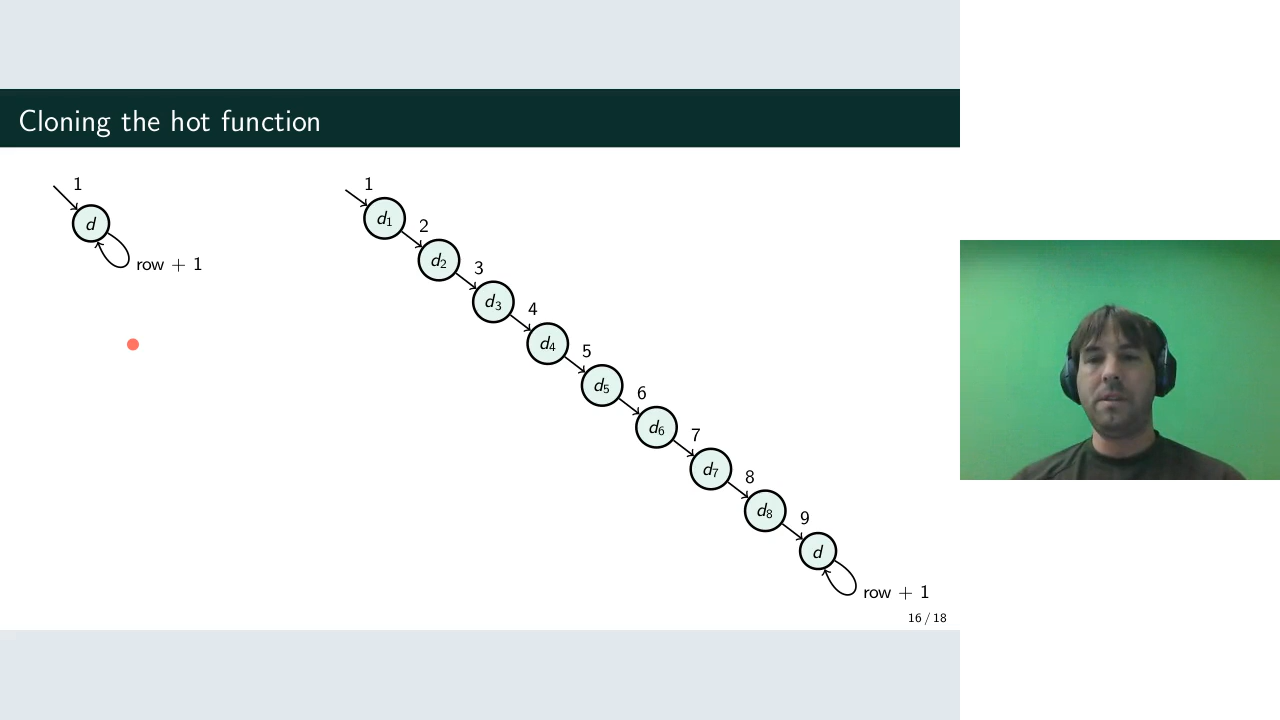 Cloning the hot function
1
d
row + 1
1
d₁
2
d₂
3
d₃
4
d₄
5
d₅
6
d₆
7
d₇
8
d₈
9
d
row + 1
16 / 18